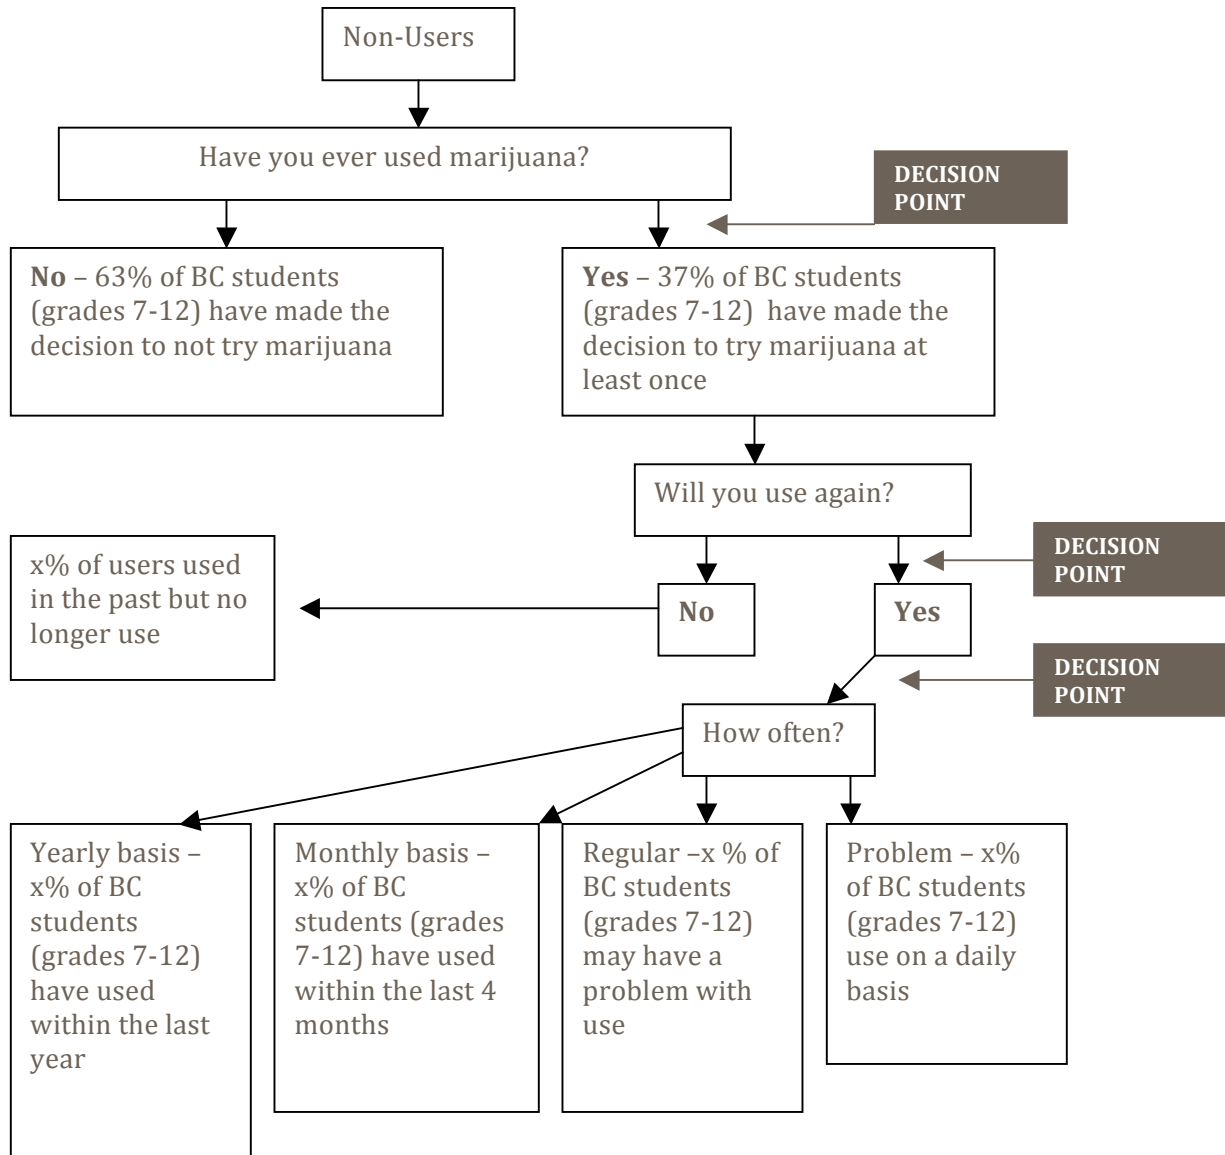 Non-Users
Have you ever used marijuana?
DECISION
POINT
No – 63% of BC students
(grades 7-12) have made the
decision to not try marijuana
Yes – 37% of BC students
(grades 7-12)  have made the
decision to try marijuana at
least once
Will you use again?
DECISION
POINT
x% of users used
in the past but no
longer use
No
Yes
DECISION
POINT
How often?
Yearly basis –
x% of BC
students
(grades 7-12)
have used
within the last
year
Monthly basis –
x% of BC
students (grades
7-12) have used
within the last 4
months
Regular –x % of
BC students
(grades 7-12)
may have a
problem with
use
Problem – x%
of BC students
(grades 7-12)
use on a daily
basis